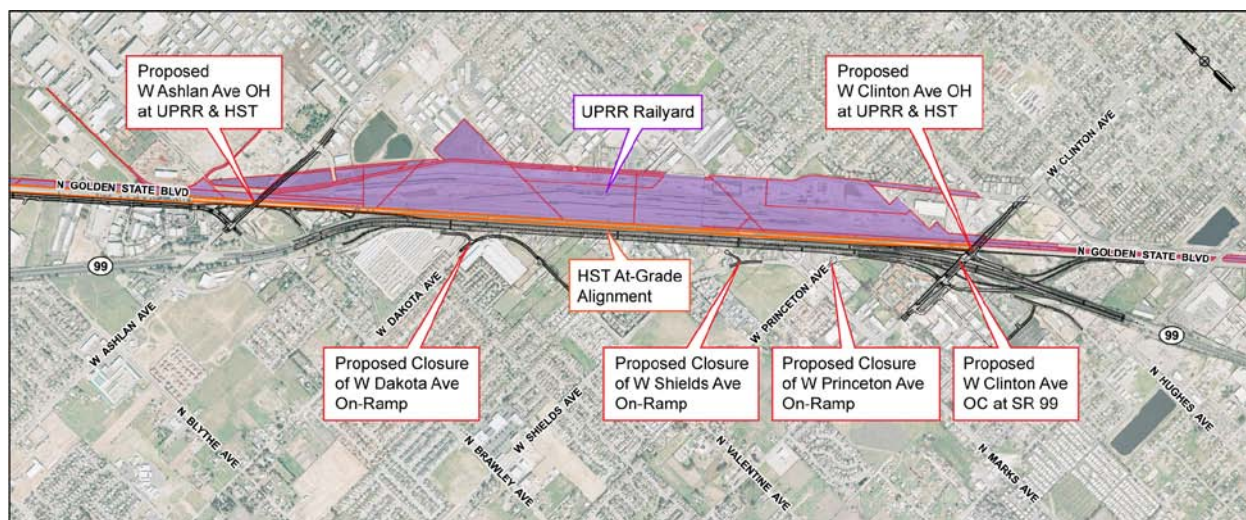 Proposed
W Ashlan Ave OH
at UPRR & HST
UPRR Railyard
Proposed
W Clinton Ave OH
at UPRR & HST
W CLINTON AVE
N GOLDEN STATE BLVD
N GOLDEN STATE BLVD
99
HST At-Grade
Alignment
W DAKOTA AVE
W PRINCETON AVE
99
W ASHLAN AVE
Proposed Closure
of W Dakota Ave
On-Ramp
Proposed Closure
of W Shields Ave
On-Ramp
Proposed Closure
of W Princeton Ave
On-Ramp
Proposed
W Clinton Ave
OC at SR 99
N HUGHES AVE
N BLYTHE AVE
W SHIELDS AVE
N BRAWLEY AVE
N VALENTINE AVE
N MARKS AVE